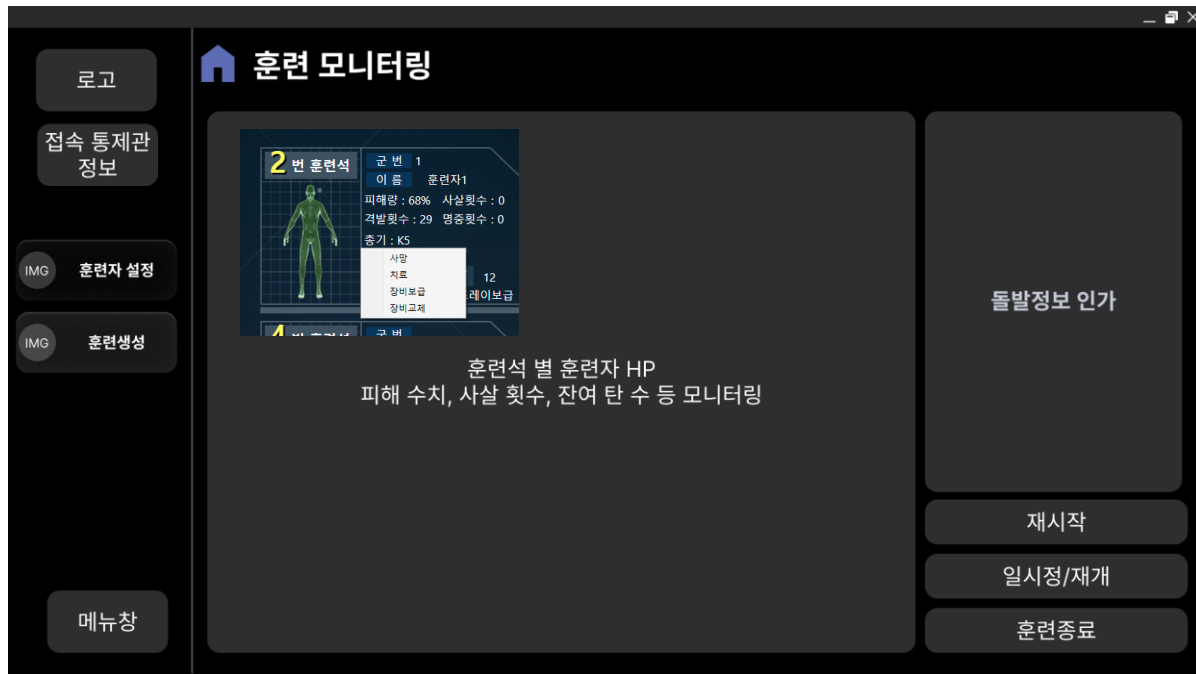 훈련 모니터링
로고
접속 통제관
정보
IMG 훈련자 설정
IMG 훈련생성
메뉴창
2 번 훈련석
군 번 1
이 름 훈련자1
피해량 : 68% 사살횟수 : 0
격발횟수 : 29 명중횟수 : 0
총기 : K5
사망
치료
장비보급
장비교체
12
레이보급
4
군 번
훈련석 별 훈련자 HP
피해 수치, 사살 횟수, 잔여 탄 수 등 모니터링
돌발정보 인가
재시작
일시정/재개
훈련종료